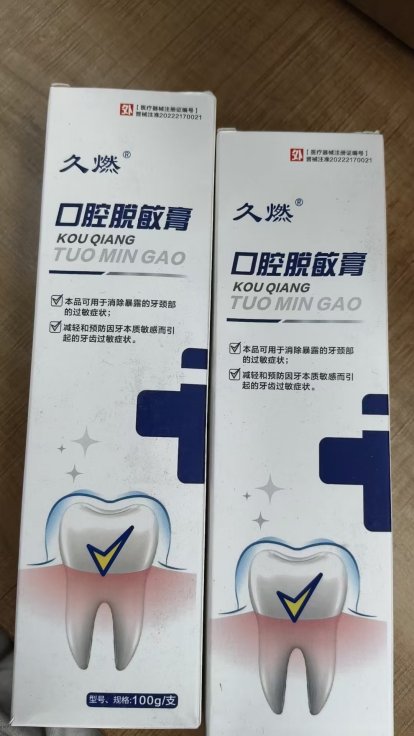 【医疗器械注册证编号】
晋械注准20222170021
久燃®
口腔脱敏膏
KOU QIANG
TUO MIN GAO
本品可用于消除暴露的牙颈部
的过敏症状；
减轻和预防因牙本质敏感而引
起的牙齿过敏症状。
型号、规格:100g/支
【医疗器械注册证编号】
晋械注准20222170021
久燃®
口腔脱敏膏
KOU QIANG
TUO MIN GAO
本品可用于消除暴露的牙颈部
的过敏症状；
减轻和预防因牙本质敏感而引
起的牙齿过敏症状。